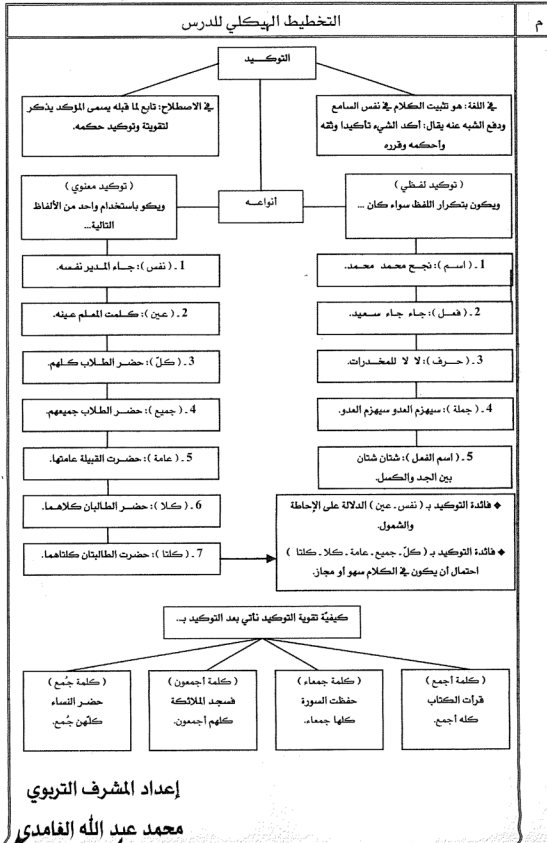 م
التخطيط الهيكلي للدرس
التوكـــيد
في اللغة: هو تثبيت الكلام في نفس السامع
ودفع الشبه عنه يقال: أكد الشيء تأكيدا وثقه
وأحكمه وقرره
في الاصطلاح: تابع لما قبله يسمى المؤكد يذكر
لتقويته وتوكيد حكمه.
أنواعـه
( توكيد لفظي )
ويكون بتكرار اللفظ سواء كان ...
1 ـ ( اسم ): نجح محمد محمد.
2 ـ ( فعل ): جاء جاء سعيد.
3 ـ ( حرف ): لا لا للمخدرات.
4 ـ ( جملة ): سيهزم العدو سيهزم العدو.
5 ـ ( اسم الفعل ): شتان شتان
بين الجد والكسل.
( توكيد معنوي )
ويكو باستخدام واحد من الألفاظ
التالية...
1 ـ ( نفس ): جاء المدير نفسه.
2 ـ ( عين ): كلمت المعلم عينه.
3 ـ ( كلّ ): حضر الطلاب كلهم.
4 ـ ( جميع ): حضر الطلاب جميعهم.
5 ـ ( عامة ): حضرت القبيلة عامتها.
6 ـ ( كلا ): حضر الطالبان كلاهما.
7 ـ ( كلتا ): حضرت الطالبتان كلتاهما.
◆ فائدة التوكيد بـ ( نفس ـ عين ) الدلالة على الإحاطة
والشمول.
◆ فائدة التوكيد بـ ( كلّ ـ جميع ـ عامة ـ كلا ـ كلتا )
احتمال أن يكون في الكلام سهو أو مجاز.
كيفيّة تقوية التوكيد نأتي بعد التوكيد بـ...
( كلمة أجمع )
قرأت الكتاب
كله أجمع.
( كلمة جمعاء )
حفظت السورة
كلها جمعاء.
( كلمة أجمعون )
فسجد الملائكة
كلهم أجمعون.
( كلمة جُمع )
حضر النساء
كلّهن جُمع.
إعداد المشرف التربوي
محمد عبد الله الغامدي